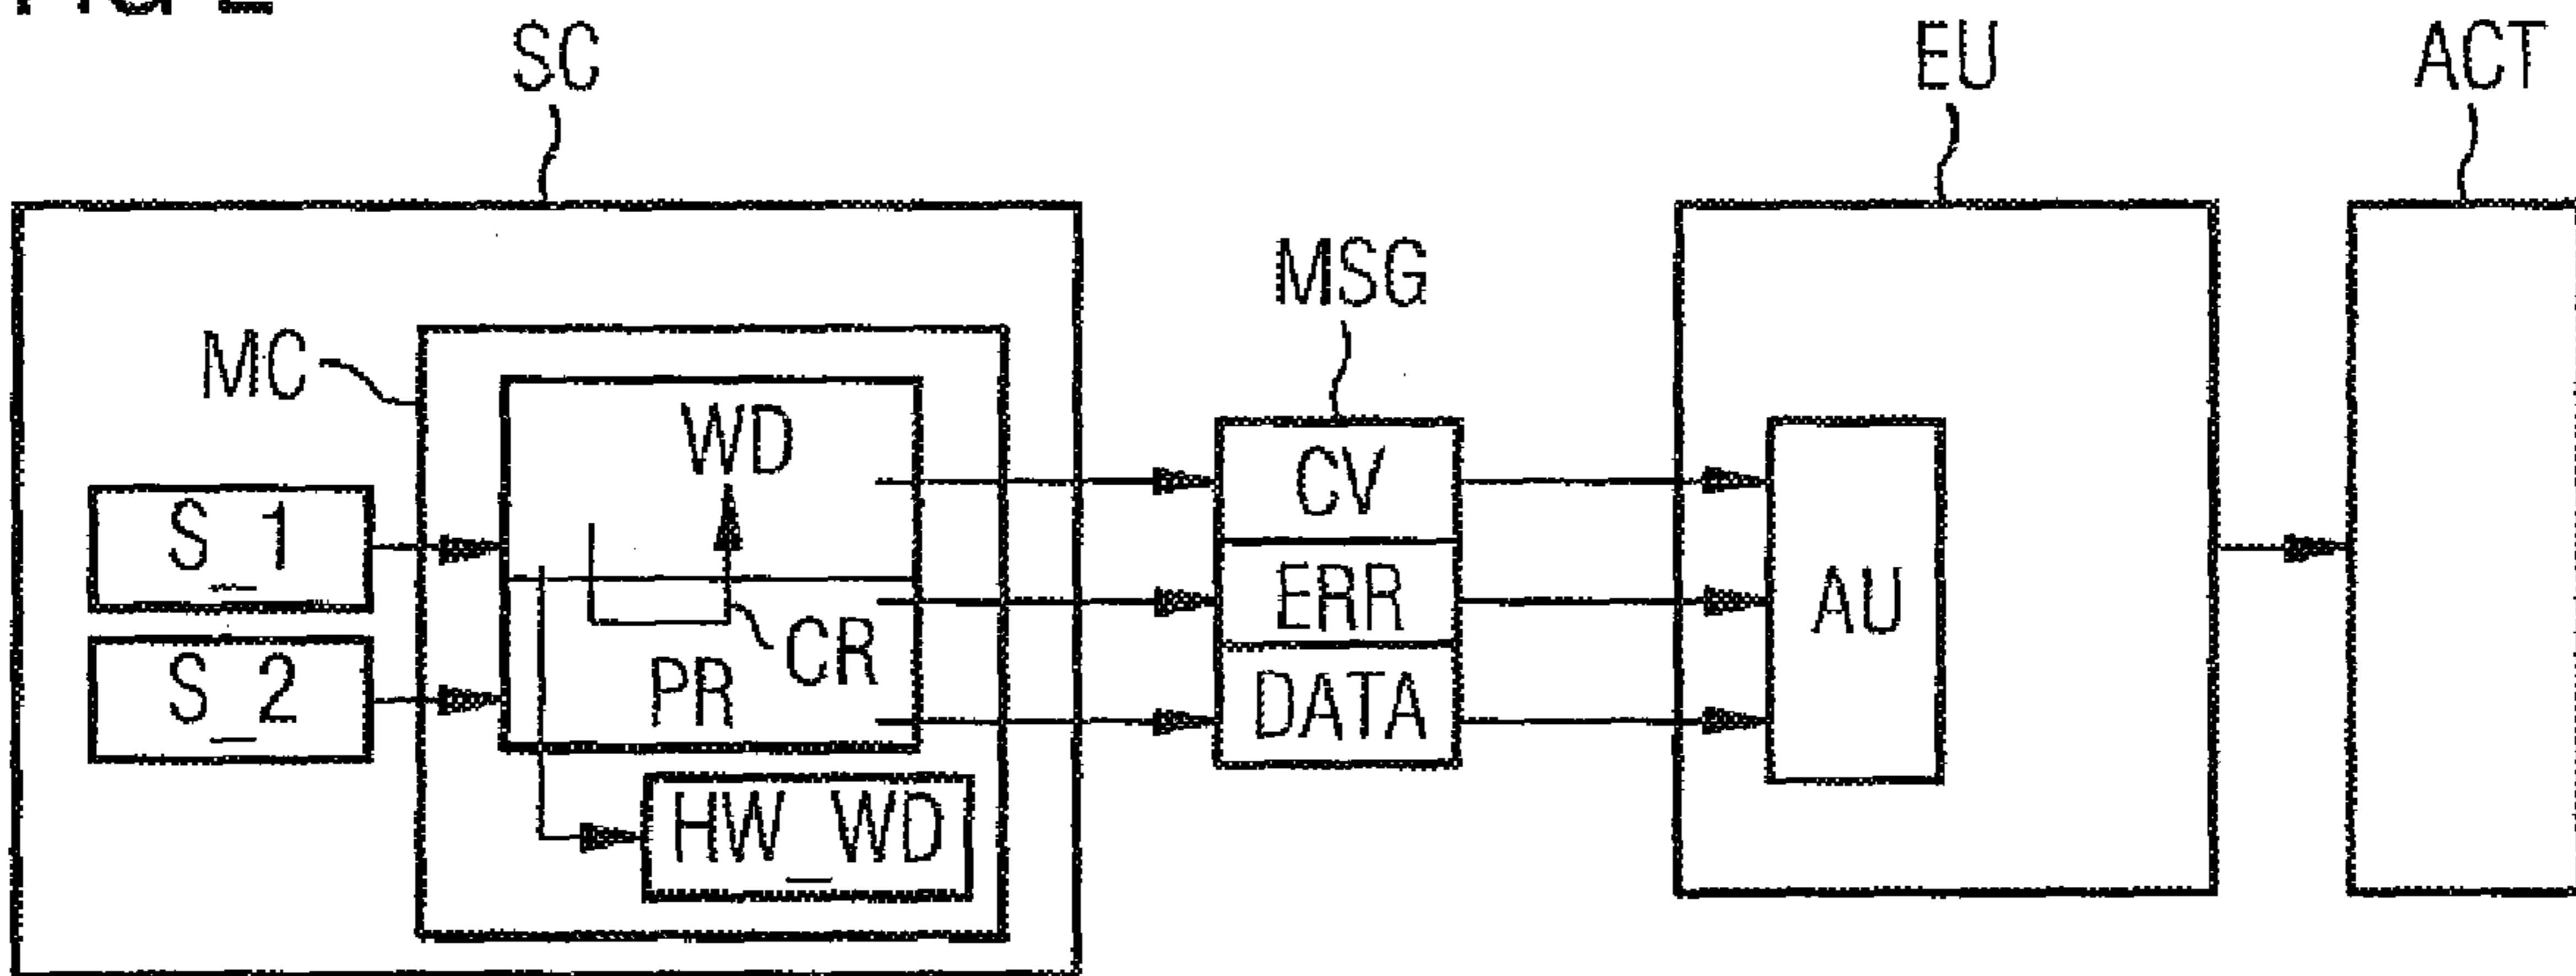 SC EU ACT
MSG
MC
WD
CV
S_1
ERR
AU
CR
PR
S_2
DATA
HW_WD